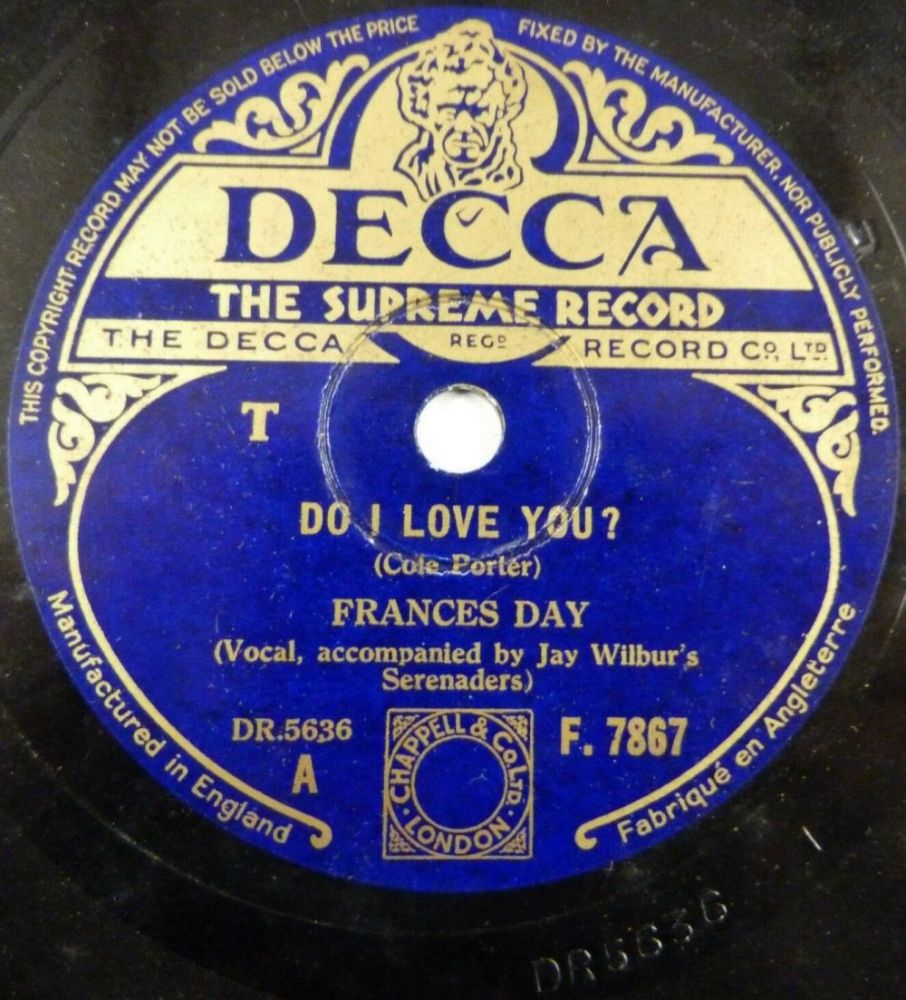 THIS COPYRIGHT RECORD MAY NOT BE SOLD BELOW THE PRICE FIXED BY THE MANUFACTURER, NOR PUBLICLY PERFORMED.
DECCA
THE SUPREME RECORD
THE DECCA REGD RECORD CO, LTD.
T
DO I LOVE YOU?
(Cole Porter)
FRANCES DAY
(Vocal, accompanied by Jay Wilbur's
Serenaders)
DR.5636
A
CHAPPELL & CO LTD.
· LONDON ·
F. 7867
Manufactured in England
Fabriqué en Angleterre
DR5636